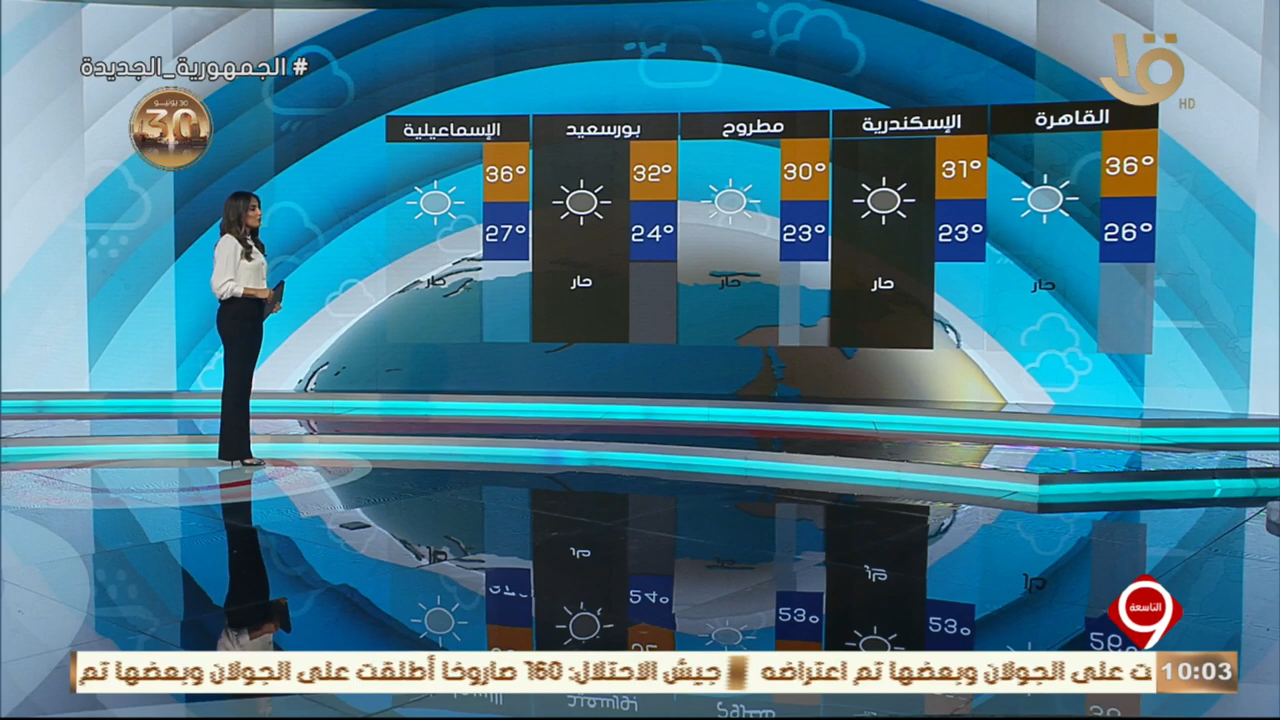 # الجمهورية_الجديدة
30 يونيو
30
HD
القاهرة
36°
26°
حار
الإسكندرية
31°
23°
حار
مطروح
30°
23°
حار
بورسعيد
32°
24°
حار
الإسماعيلية
36°
27°
حار
التاسعة
9
ت على الجولان وبعضها تم اعتراضه جيش الاحتلال: 160 صاروخا أطلقت على الجولان وبعضها تم
10:03